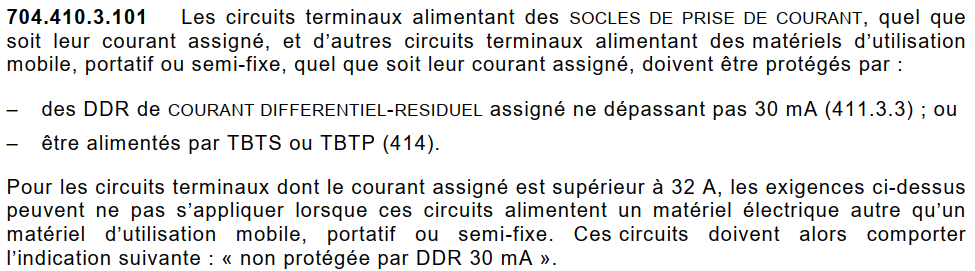 704.410.3.101 Les circuits terminaux alimentant des SOCLES DE PRISE DE COURANT, quel que
soit leur courant assigné, et d’autres circuits terminaux alimentant des matériels d’utilisation
mobile, portatif ou semi-fixe, quel que soit leur courant assigné, doivent être protégés par :
– des DDR de COURANT DIFFERENTIEL-RESIDUEL assigné ne dépassant pas 30 mA (411.3.3) ; ou
– être alimentés par TBTS ou TBTP (414).
Pour les circuits terminaux dont le courant assigné est supérieur à 32 A, les exigences ci-dessus
peuvent ne pas s’appliquer lorsque ces circuits alimentent un matériel électrique autre qu’un
matériel d’utilisation mobile, portatif ou semi-fixe. Ces circuits doivent alors comporter
l’indication suivante : « non protégée par DDR 30 mA ».